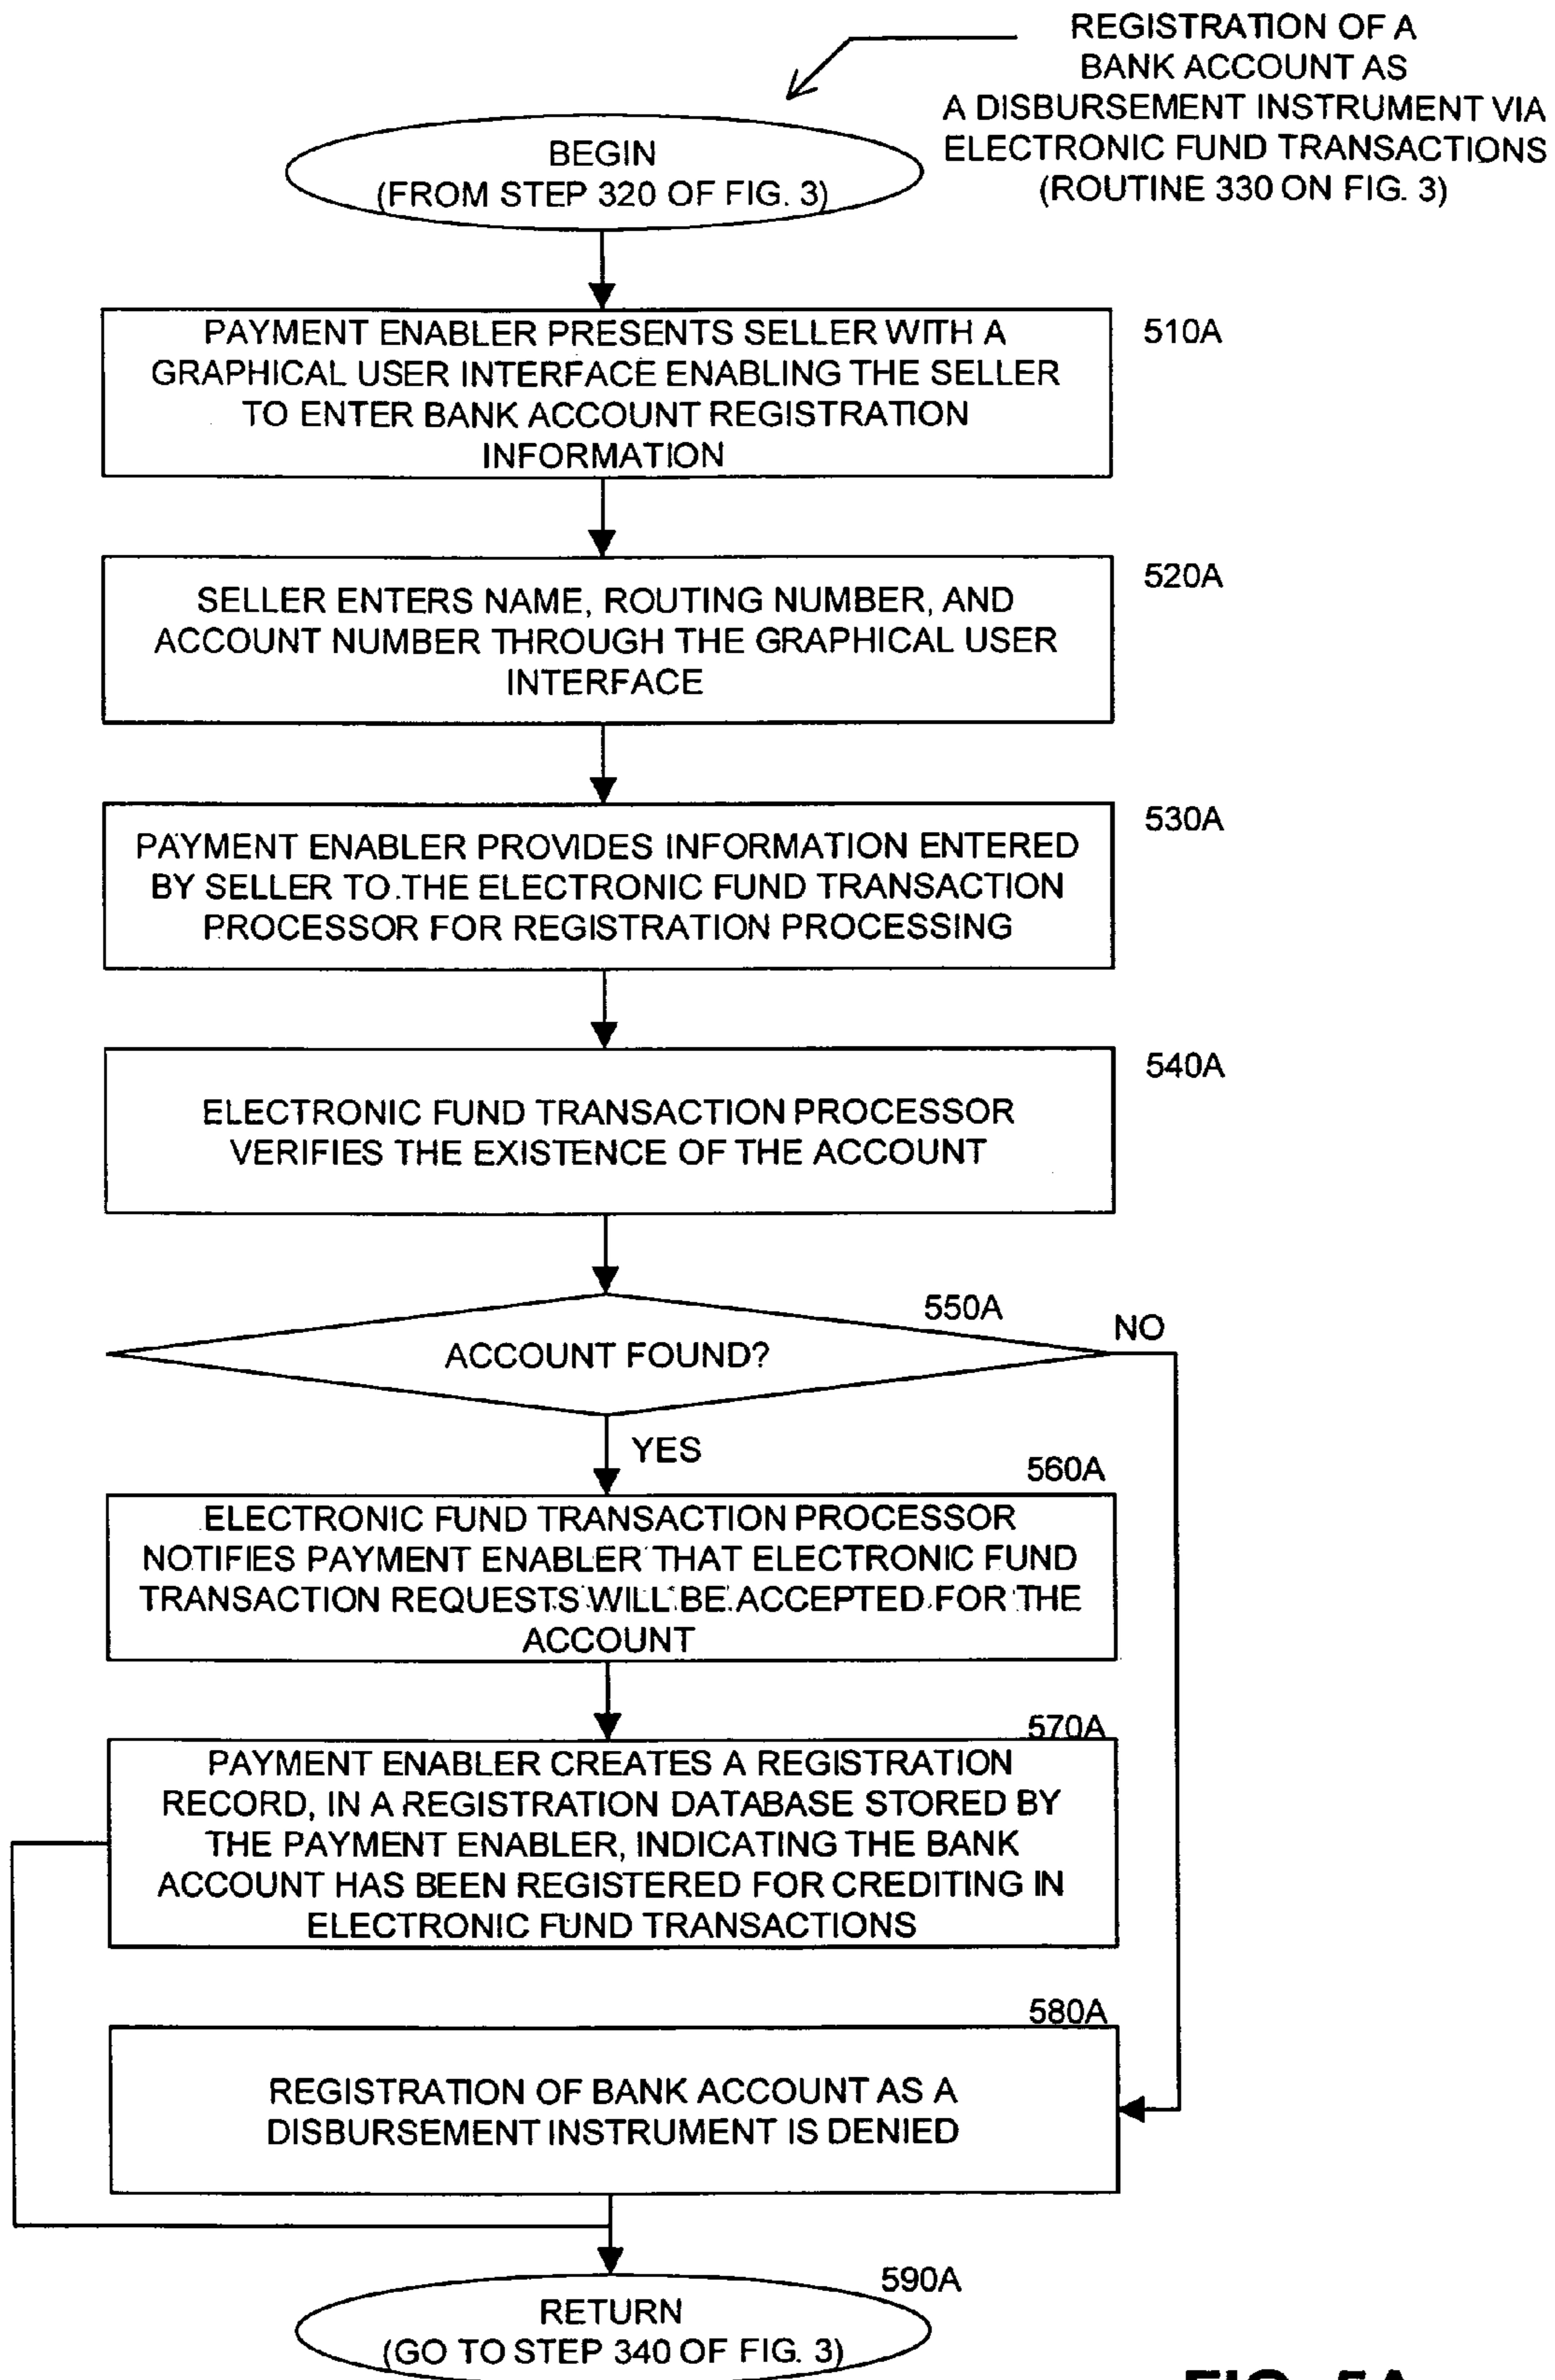 REGISTRATION OF A
BANK ACCOUNT AS
A DISBURSEMENT INSTRUMENT VIA
ELECTRONIC FUND TRANSACTIONS
(ROUTINE 330 ON FIG. 3)
BEGIN
(FROM STEP 320 OF FIG. 3)
510A
PAYMENT ENABLER PRESENTS SELLER WITH A
GRAPHICAL USER INTERFACE ENABLING THE SELLER
TO ENTER BANK ACCOUNT REGISTRATION
INFORMATION
520A
SELLER ENTERS NAME, ROUTING NUMBER, AND
ACCOUNT NUMBER THROUGH THE GRAPHICAL USER
INTERFACE
530A
PAYMENT ENABLER PROVIDES INFORMATION ENTERED
BY SELLER TO THE ELECTRONIC FUND TRANSACTION
PROCESSOR FOR REGISTRATION PROCESSING
540A
ELECTRONIC FUND TRANSACTION PROCESSOR
VERIFIES THE EXISTENCE OF THE ACCOUNT
550A
NO
ACCOUNT FOUND?
YES
560A
ELECTRONIC FUND TRANSACTION PROCESSOR
NOTIFIES PAYMENT ENABLER THAT ELECTRONIC FUND
TRANSACTION REQUESTS WILL BE ACCEPTED FOR THE
ACCOUNT
570A
PAYMENT ENABLER CREATES A REGISTRATION
RECORD, IN A REGISTRATION DATABASE STORED BY
THE PAYMENT ENABLER, INDICATING THE BANK
ACCOUNT HAS BEEN REGISTERED FOR CREDITING IN
ELECTRONIC FUND TRANSACTIONS
580A
REGISTRATION OF BANK ACCOUNT AS A
DISBURSEMENT INSTRUMENT IS DENIED
590A
RETURN
(GO TO STEP 340 OF FIG. 3)
FIG. 5A